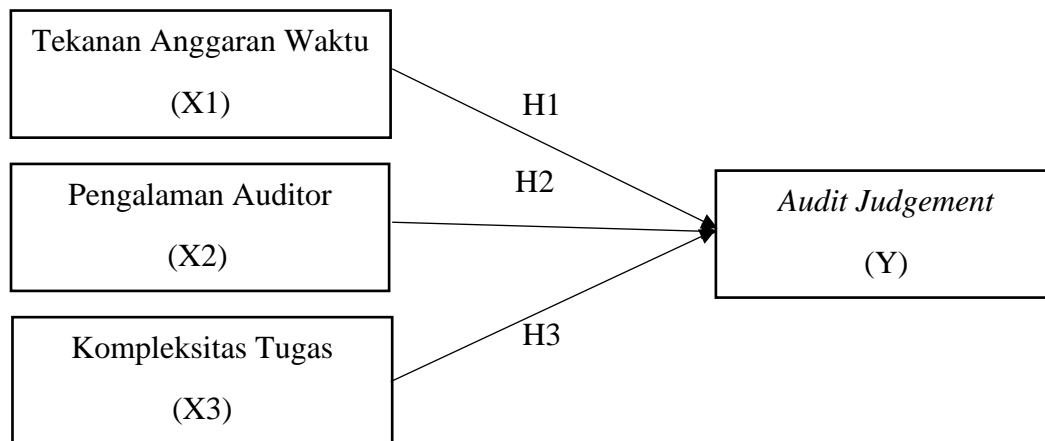 Tekanan Anggaran Waktu
(X1)
H1
Pengalaman Auditor
(X2)
H2
Audit Judgement
(Y)
Kompleksitas Tugas
(X3)
H3